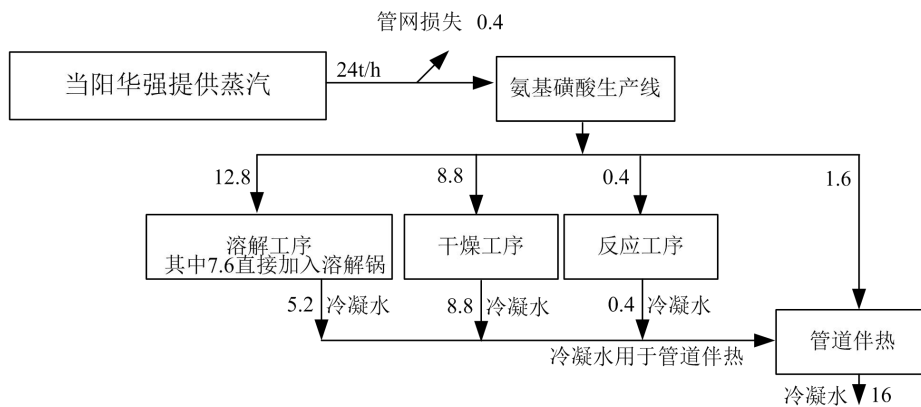 管网损失 0.4
当阳华强提供蒸汽
24t/h
氨基磺酸生产线
12.8
8.8
0.4
1.6
溶解工序
其中7.6直接加入溶解锅
干燥工序
反应工序
5.2 冷凝水
8.8 冷凝水
0.4 冷凝水
冷凝水用于管道伴热
管道伴热
冷凝水 16